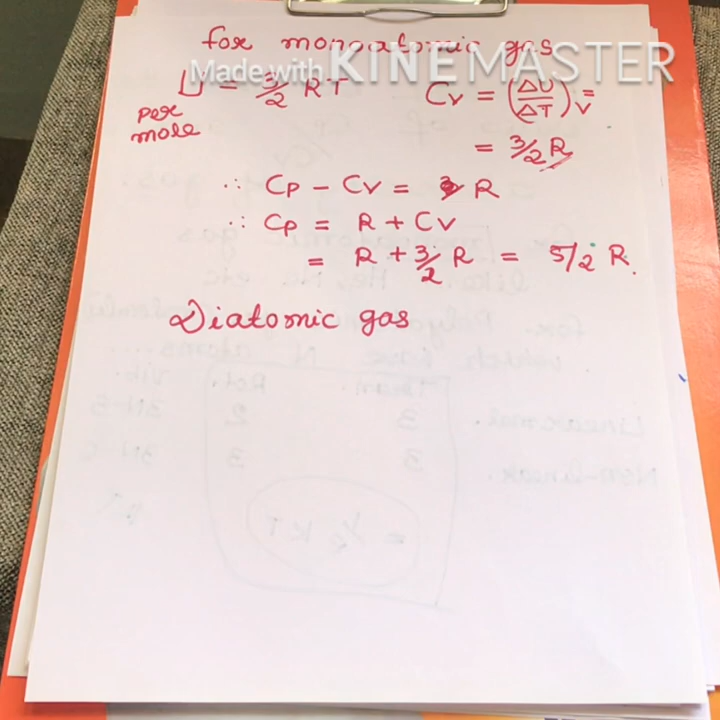 for monoatomic gas
Made with KINEMASTER
U = 3/2 RT
per mole
Cv = (ΔU/ΔT)v =
= 3/2 R
∴ Cp - Cv = R
∴ Cp = R + Cv
= R + 3/2 R = 5/2 R.
Diatomic gas